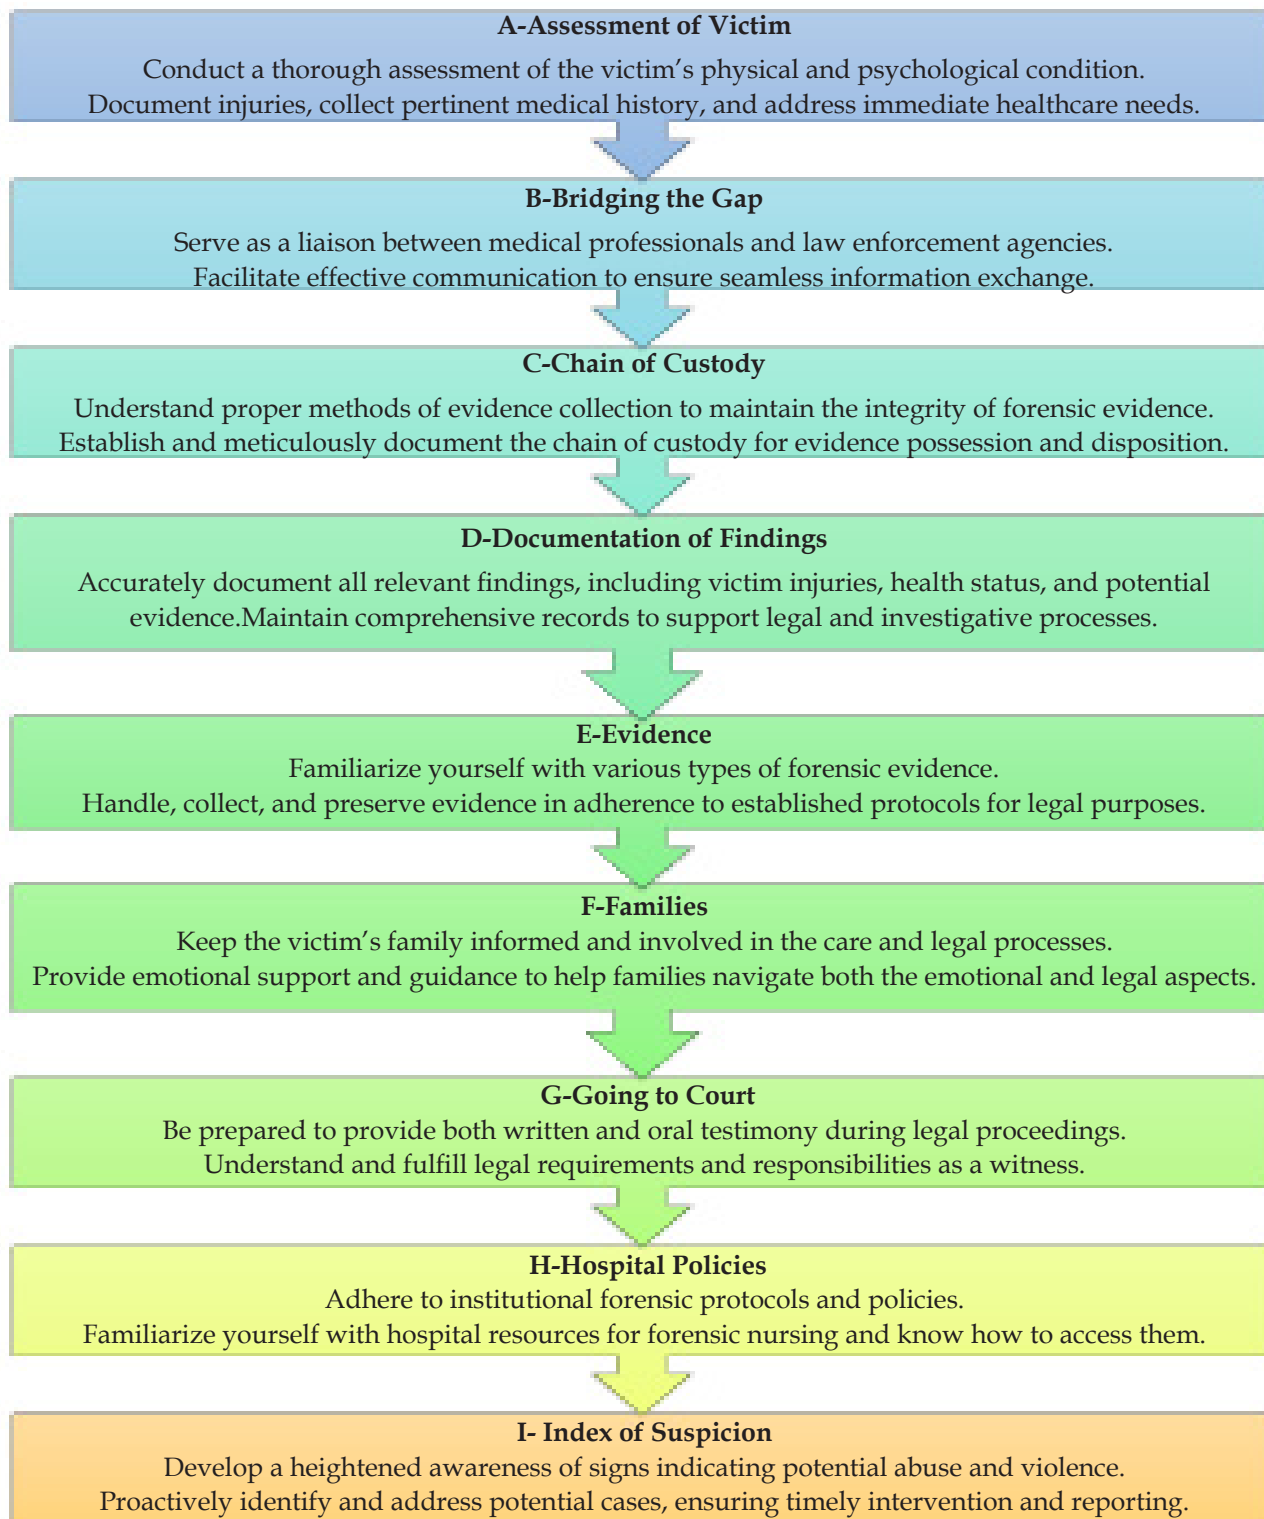 A-Assessment of Victim
Conduct a thorough assessment of the victim's physical and psychological condition.
Document injuries, collect pertinent medical history, and address immediate healthcare needs.
B-Bridging the Gap
Serve as a liaison between medical professionals and law enforcement agencies.
Facilitate effective communication to ensure seamless information exchange.
C-Chain of Custody
Understand proper methods of evidence collection to maintain the integrity of forensic evidence.
Establish and meticulously document the chain of custody for evidence possession and disposition.
D-Documentation of Findings
Accurately document all relevant findings, including victim injuries, health status, and potential
evidence.Maintain comprehensive records to support legal and investigative processes.
E-Evidence
Familiarize yourself with various types of forensic evidence.
Handle, collect, and preserve evidence in adherence to established protocols for legal purposes.
F-Families
Keep the victim's family informed and involved in the care and legal processes.
Provide emotional support and guidance to help families navigate both the emotional and legal aspects.
G-Going to Court
Be prepared to provide both written and oral testimony during legal proceedings.
Understand and fulfill legal requirements and responsibilities as a witness.
H-Hospital Policies
Adhere to institutional forensic protocols and policies.
Familiarize yourself with hospital resources for forensic nursing and know how to access them.
I- Index of Suspicion
Develop a heightened awareness of signs indicating potential abuse and violence.
Proactively identify and address potential cases, ensuring timely intervention and reporting.